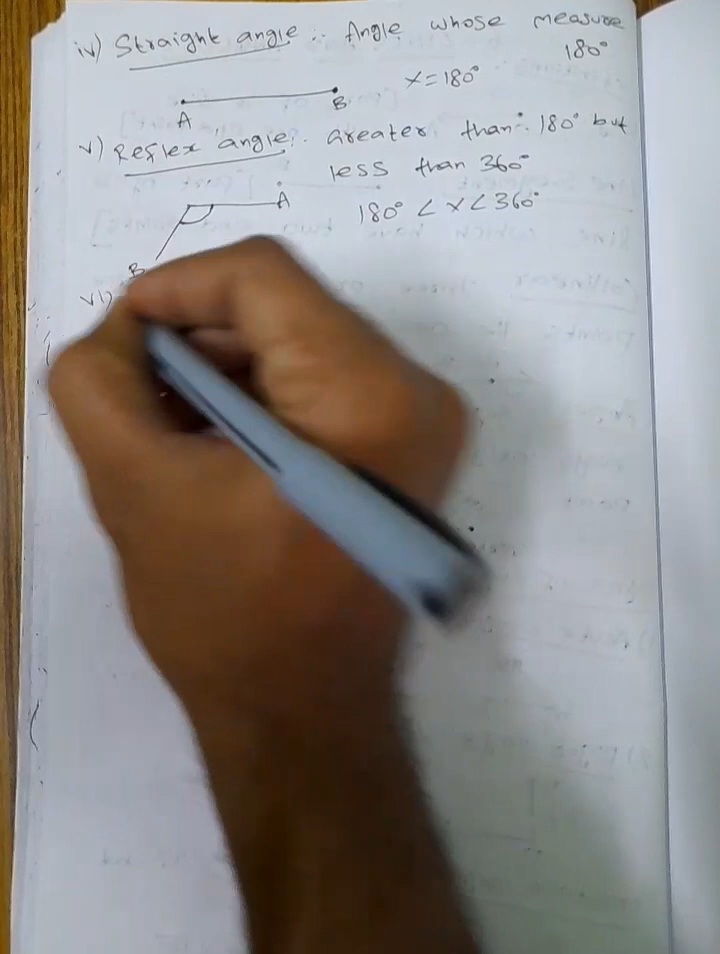 iv) Straight angle :. Angle whose measure
180°
x = 180°
A B
v) Reflex angle :. Greater than :. 180° but
less than 360°
A
180° < x < 360°
B
vi)